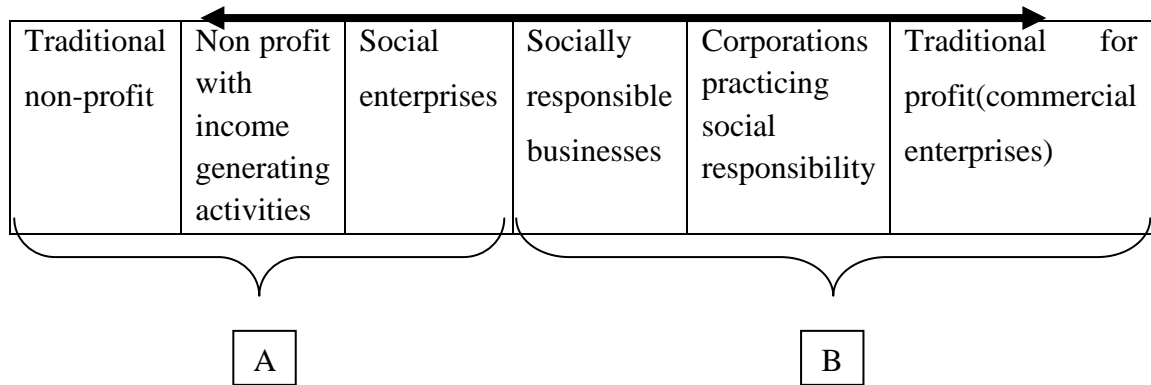 Traditional
non-profit
Non profit
with
income
generating
activities
Social
enterprises
Socially
responsible
businesses
Corporations
practicing
social
responsibility
Traditional for
profit(commercial
enterprises)
A
B